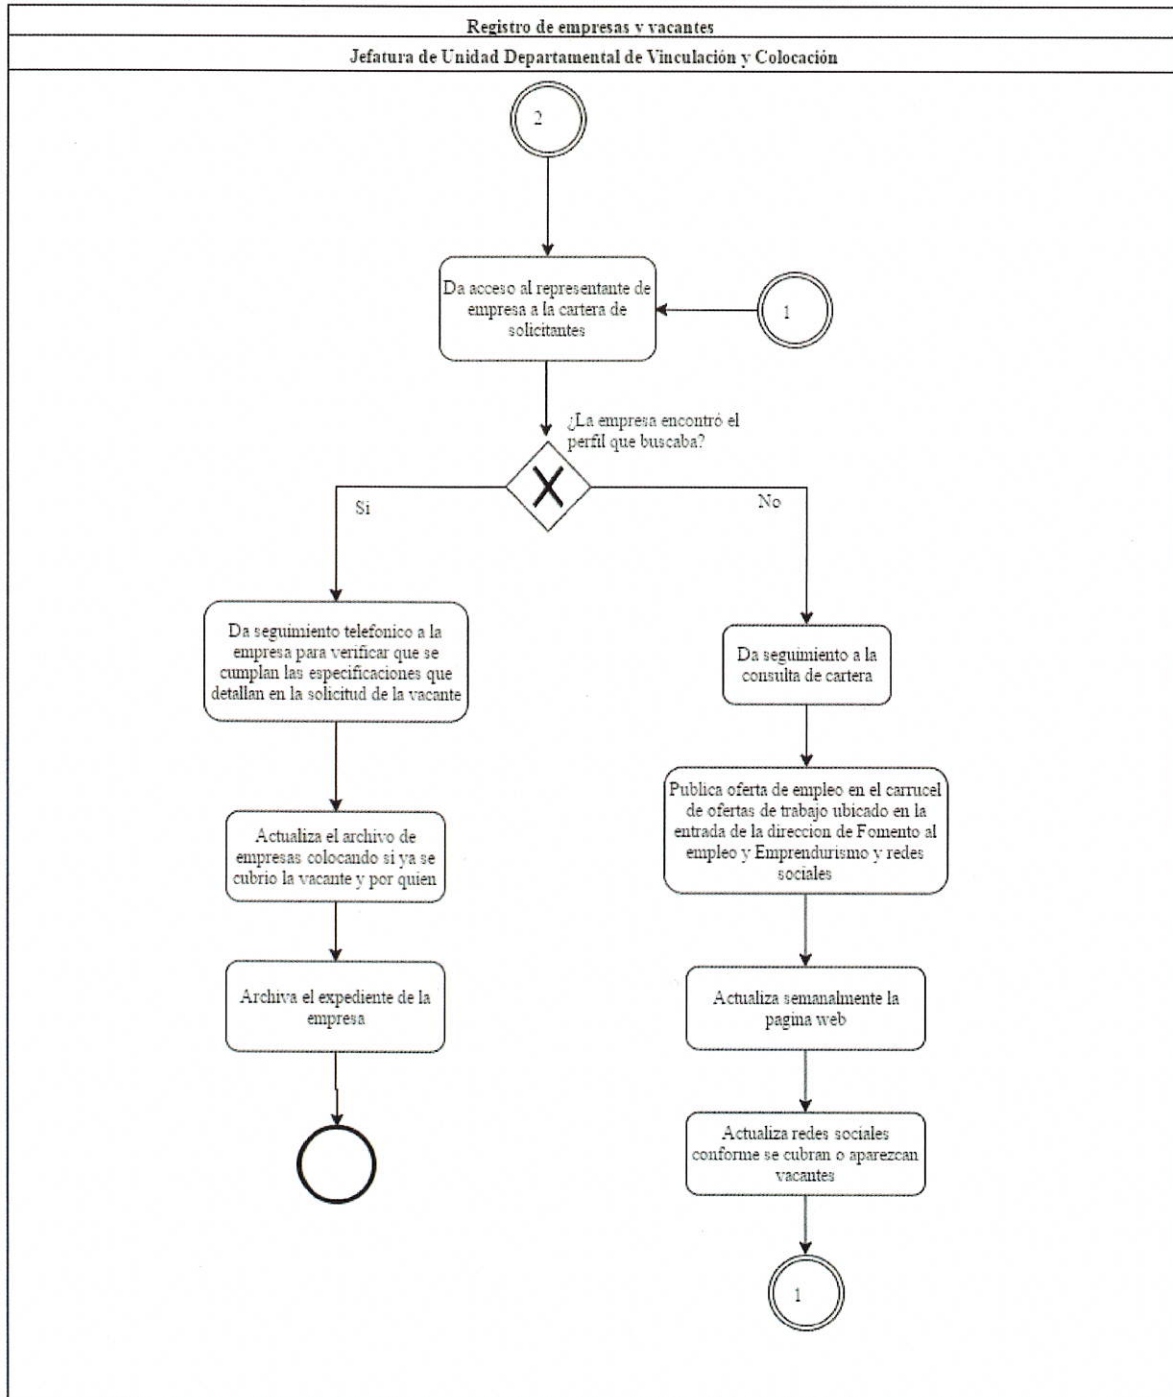 Registro de empresas y vacantes
Jefatura de Unidad Departamental de Vinculación y Colocación
2
Da acceso al representante de
empresa a la cartera de
solicitantes
1
¿La empresa encontró el
perfil que buscaba?
Si
No
Da seguimiento telefonico a la
empresa para verificar que se
cumplan las especificaciones que
detallan en la solicitud de la vacante
Actualiza el archivo de
empresas colocando si ya se
cubrio la vacante y por quien
Archiva el expediente de la
empresa
Da seguimiento a la
consulta de cartera
Publica oferta de empleo en el carrucel
de ofertas de trabajo ubicado en la
entrada de la direccion de Fomento al
empleo y Emprendurismo y redes
sociales
Actualiza semanalmente la
pagina web
Actualiza redes sociales
conforme se cubran o aparezcan
vacantes
1